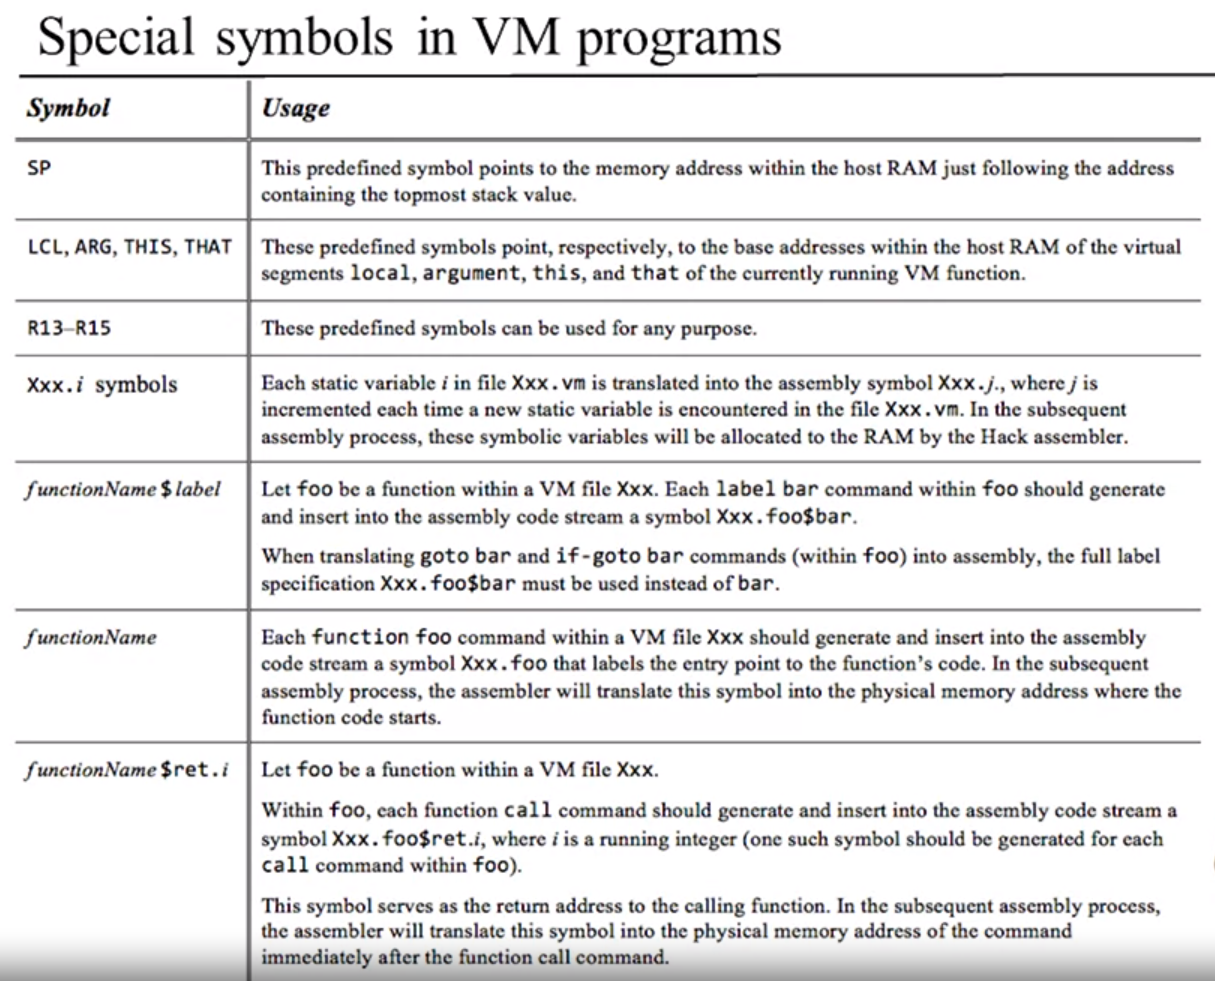 Special symbols in VM programs
Symbol Usage
SP This predefined symbol points to the memory address within the host RAM just following the address
containing the topmost stack value.
LCL, ARG, THIS, THAT These predefined symbols point, respectively, to the base addresses within the host RAM of the virtual
segments local, argument, this, and that of the currently running VM function.
R13–R15 These predefined symbols can be used for any purpose.
Xxx.i symbols Each static variable i in file Xxx.vm is translated into the assembly symbol Xxx.j., where j is
incremented each time a new static variable is encountered in the file Xxx.vm. In the subsequent
assembly process, these symbolic variables will be allocated to the RAM by the Hack assembler.
functionName$label Let foo be a function within a VM file Xxx. Each label bar command within foo should generate
and insert into the assembly code stream a symbol Xxx.foo$bar.
When translating goto bar and if-goto bar commands (within foo) into assembly, the full label
specification Xxx.foo$bar must be used instead of bar.
functionName Each function foo command within a VM file Xxx should generate and insert into the assembly
code stream a symbol Xxx.foo that labels the entry point to the function's code. In the subsequent
assembly process, the assembler will translate this symbol into the physical memory address where the
function code starts.
functionName$ret.i Let foo be a function within a VM file Xxx.
Within foo, each function call command should generate and insert into the assembly code stream a
symbol Xxx.foo$ret.i, where i is a running integer (one such symbol should be generated for each
call command within foo).
This symbol serves as the return address to the calling function. In the subsequent assembly process,
the assembler will translate this symbol into the physical memory address of the command
immediately after the function call command.